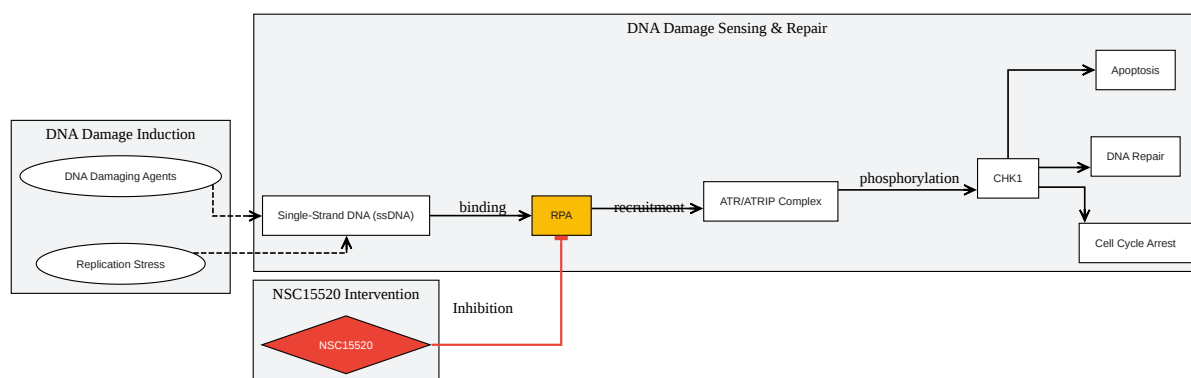 DNA Damage Sensing & Repair
Apoptosis
DNA Damage Induction
DNA Damaging Agents
DNA Repair
CHK1
phosphorylation
Single-Strand DNA (ssDNA)
binding
RPA
recruitment
ATR/ATRIP Complex
Cell Cycle Arrest
Replication Stress
NSC15520 Intervention
Inhibition
NSC15520